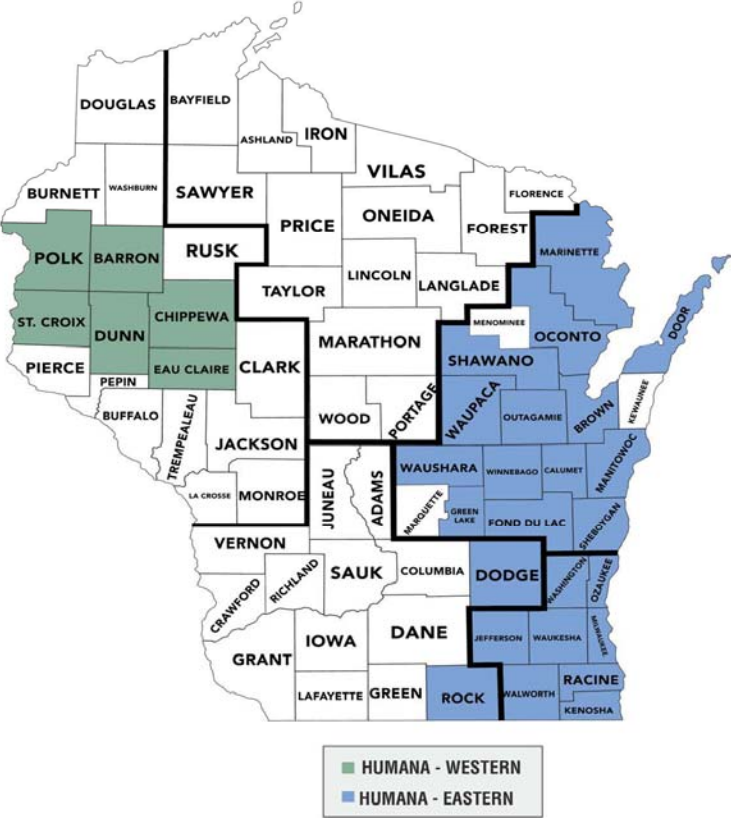 DOUGLAS
BAYFIELD
ASHLAND
IRON
VILAS
BURNETT
WASHBURN
SAWYER
FLORENCE
PRICE
ONEIDA
FOREST
POLK
BARRON
RUSK
MARINETTE
LINCOLN
LANGLADE
TAYLOR
ST. CROIX
DUNN
CHIPPEWA
MENOMINEE
OCONTO
DOOR
MARATHON
SHAWANO
PIERCE
EAU CLAIRE
CLARK
PEPIN
BUFFALO
TREMPEALEAU
WOOD
PORTAGE
WAUPACA
OUTAGAMIE
BROWN
KEWAUNEE
JACKSON
WAUSHARA
WINNEBAGO
CALUMET
MANITOWOC
LA CROSSE
MONROE
JUNEAU
ADAMS
MARQUETTE
GREEN
LAKE
FOND DU LAC
SHEBOYGAN
VERNON
CRAWFORD
RICHLAND
SAUK
COLUMBIA
DODGE
WASHINGTON
OZAUKEE
GRANT
IOWA
DANE
JEFFERSON
WAUKESHA
MILWAUKEE
LAFAYETTE
GREEN
ROCK
WALWORTH
RACINE
KENOSHA
HUMANA - WESTERN
HUMANA - EASTERN